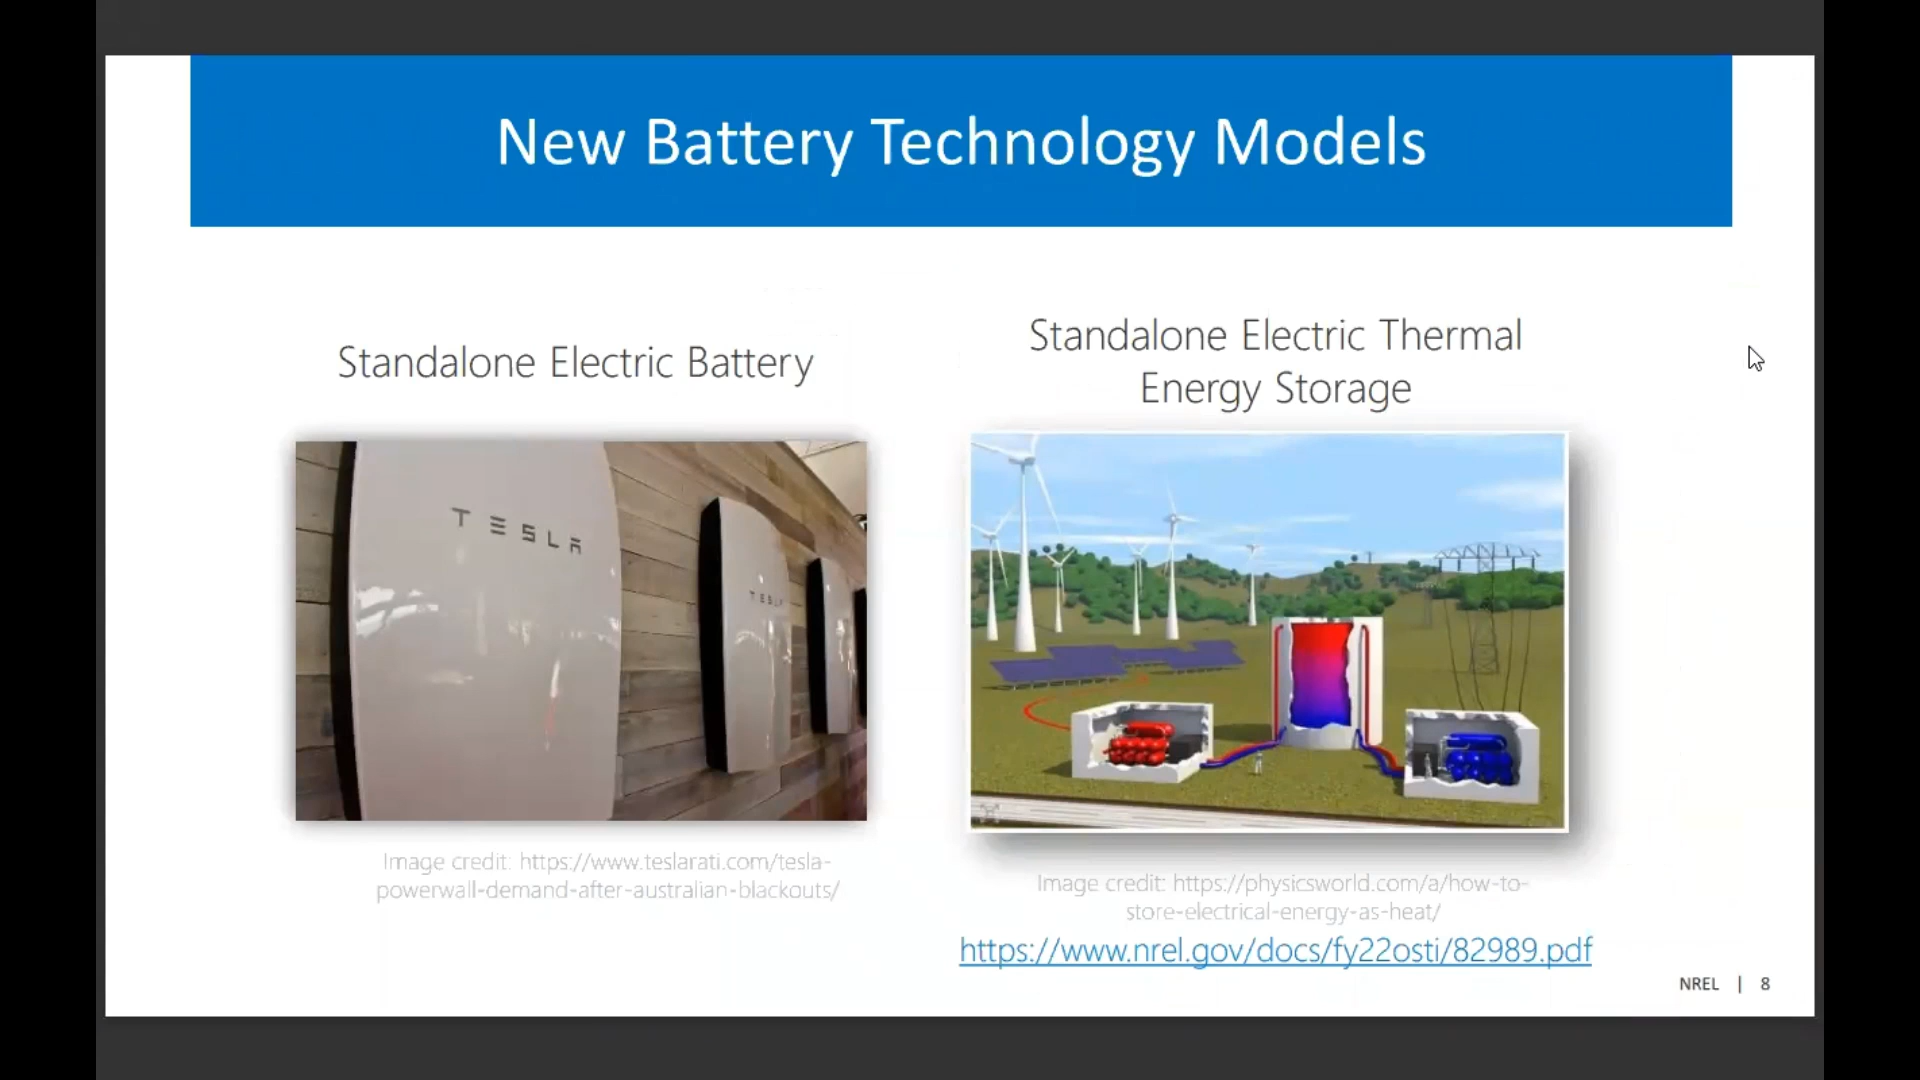 New Battery Technology Models
Standalone Electric Battery
TESLA
TESLA
Image credit: https://www.teslarati.com/tesla-
powerwall-demand-after-australian-blackouts/
Standalone Electric Thermal
Energy Storage
Image credit: https://physicsworld.com/a/how-to-
store-electrical-energy-as-heat/
https://www.nrel.gov/docs/fy22osti/82989.pdf
NREL | 8